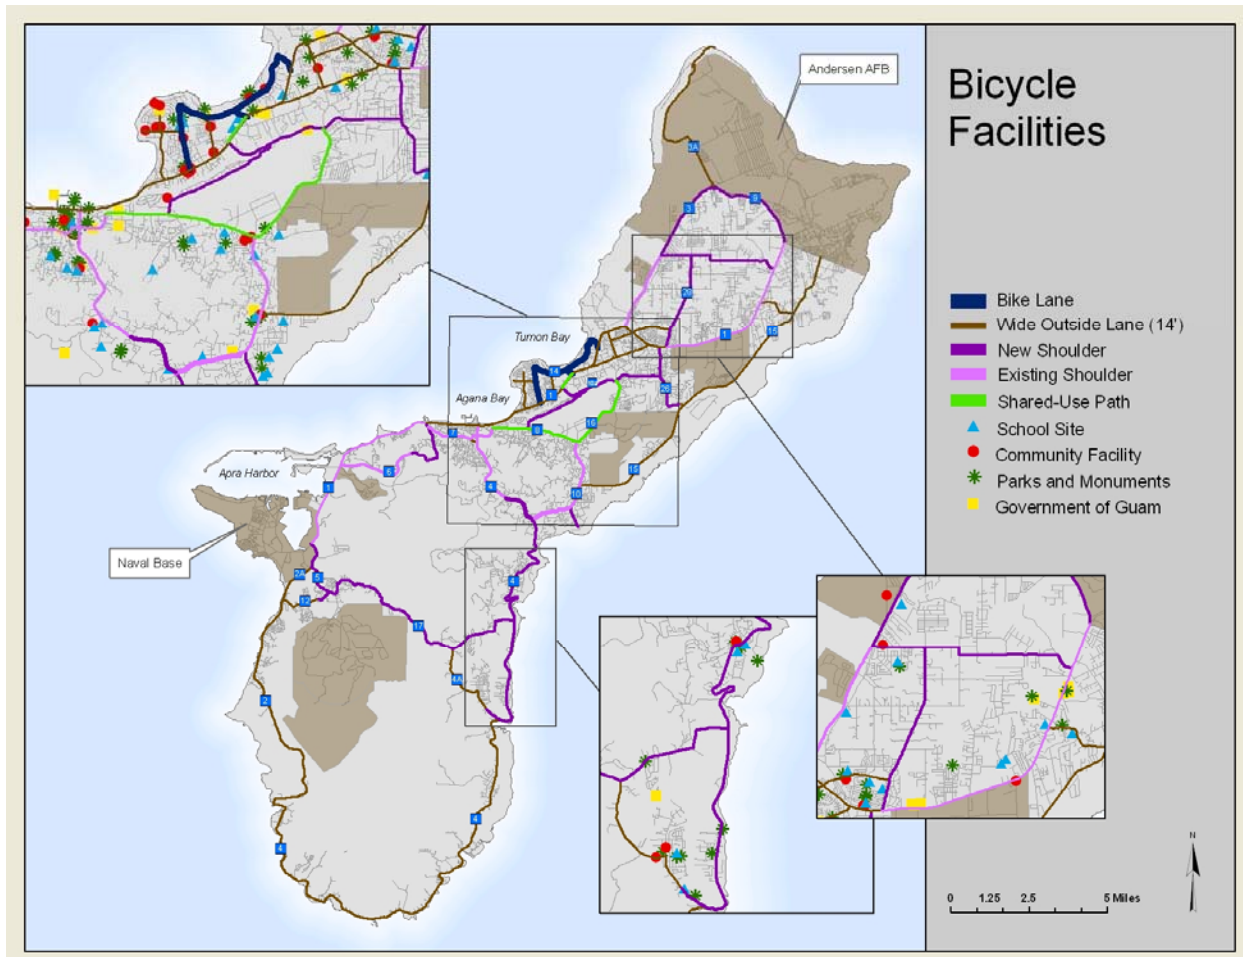 Bicycle
Facilities
Andersen AFB
3A
3
9
29
1
15
Tumon Bay
14
1
26
Agana Bay
7
8
16
15
6
4
10
Apra Harbor
1
Naval Base
2A
5
12
17
4
4A
2
4
4
Bike Lane
Wide Outside Lane (14')
New Shoulder
Existing Shoulder
Shared-Use Path
School Site
Community Facility
Parks and Monuments
Government of Guam
N
0 1.25 2.5 5 Miles